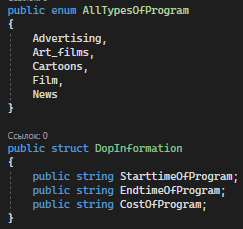 public enum AllTypesOfProgram
{
Advertising,
Art_films,
Cartoons,
Film,
News
}
Ссылок: 0
public struct DopInformation
{
public string StarttimeOfProgram;
public string EndtimeOfProgram;
public string CostOfProgram;
}